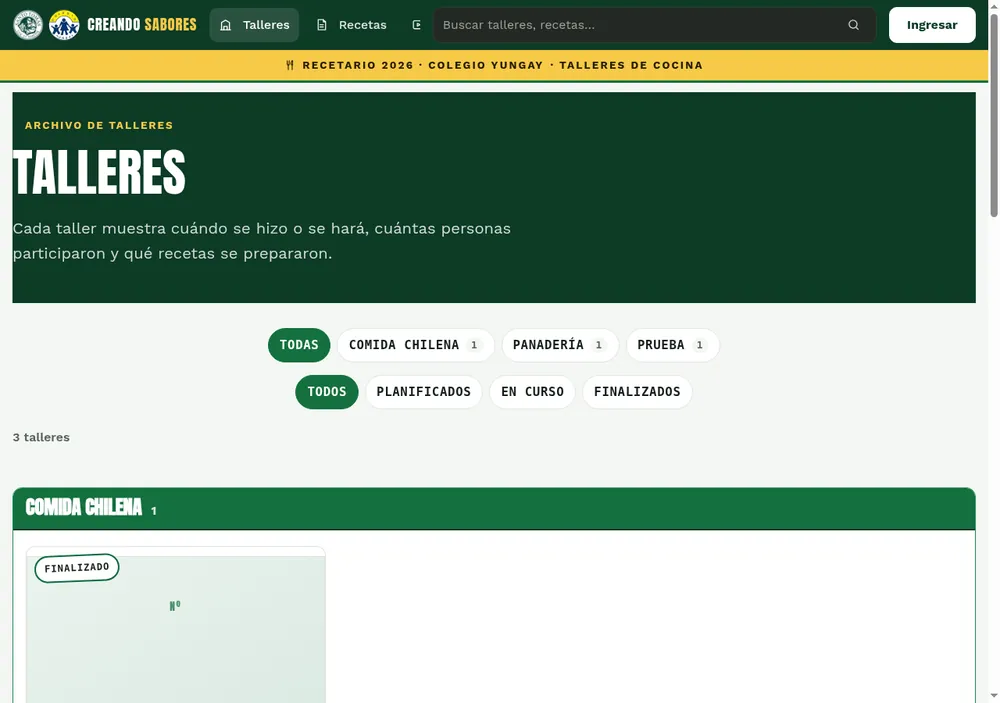 CREANDO SABORES
Talleres
Recetas
Buscar talleres, recetas...
Ingresar
RECETARIO 2026 · COLEGIO YUNGAY · TALLERES DE COCINA
ARCHIVO DE TALLERES
TALLERES
Cada taller muestra cuándo se hizo o se hará, cuántas personas
participaron y qué recetas se prepararon.
TODAS
COMIDA CHILENA 1
PANADERÍA 1
PRUEBA 1
TODOS
PLANIFICADOS
EN CURSO
FINALIZADOS
3 talleres
COMIDA CHILENA 1
FINALIZADO
Nº